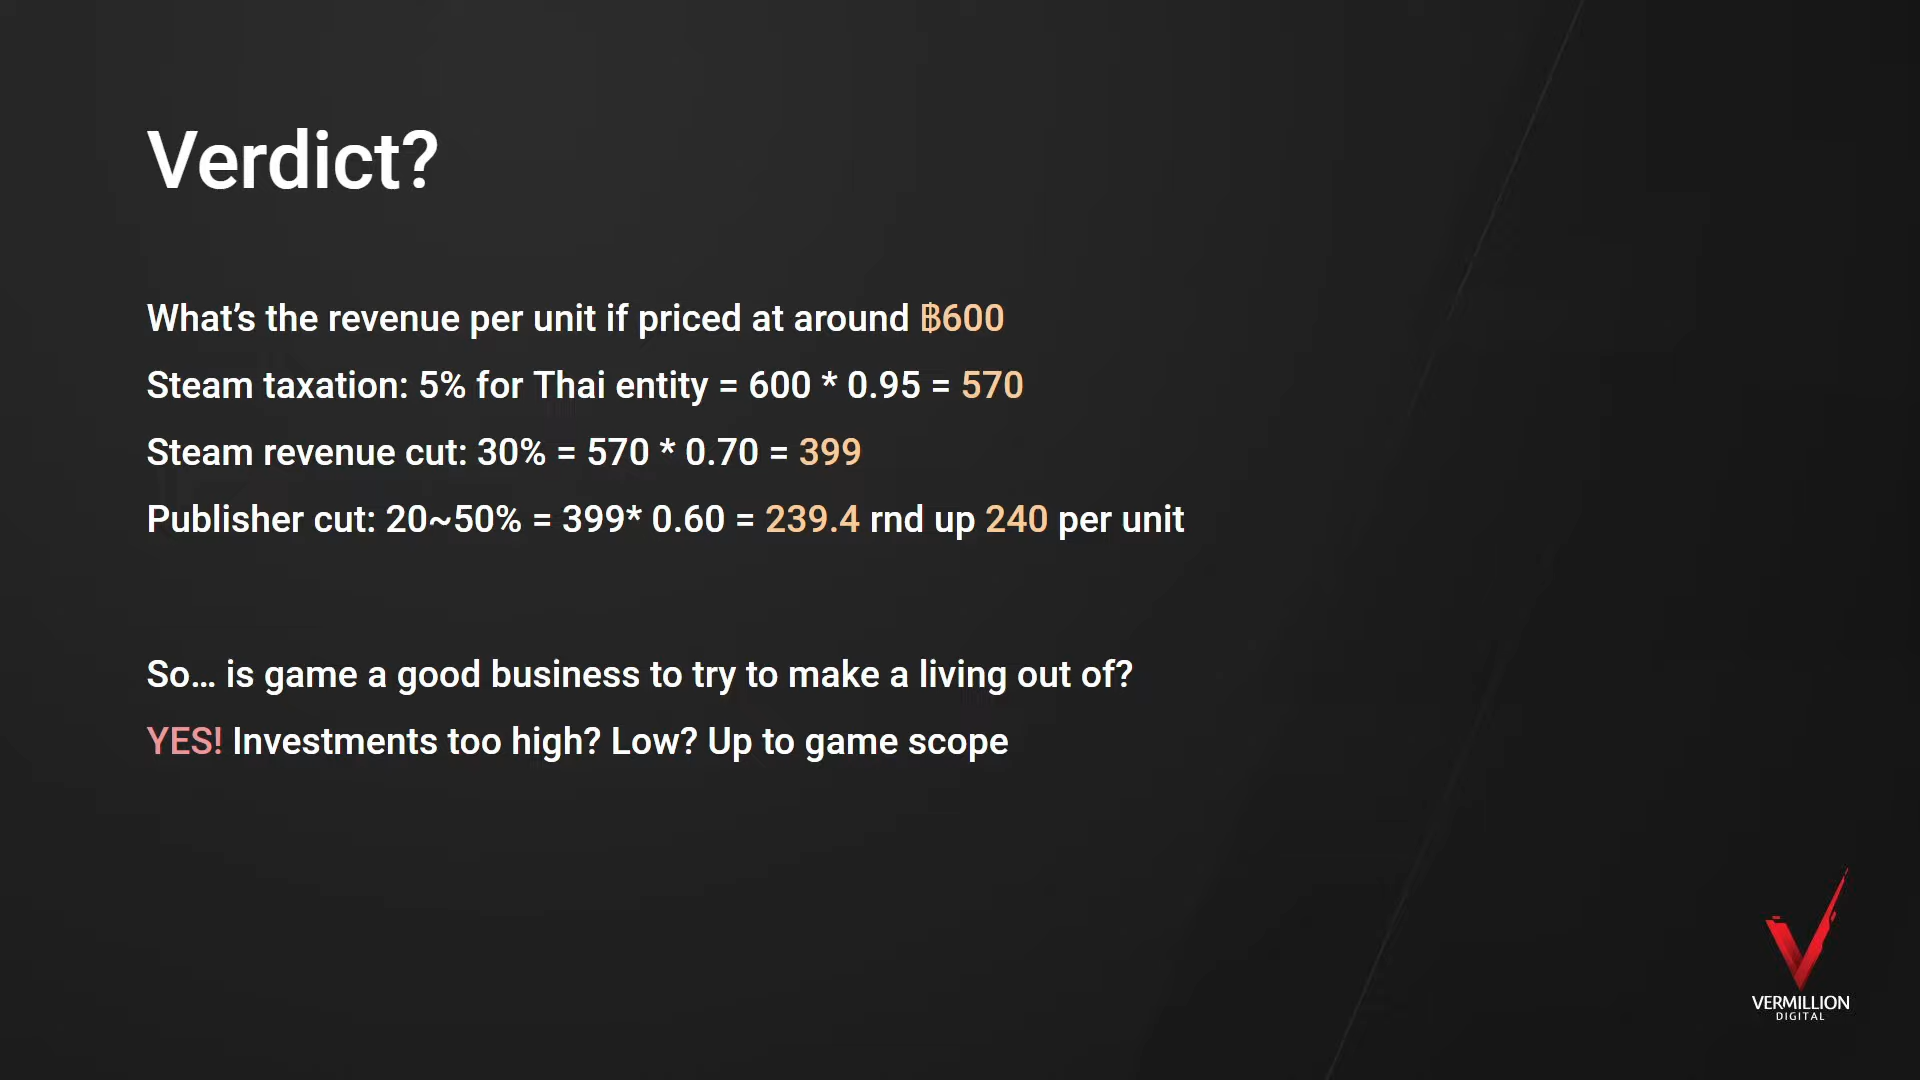 Verdict?
What’s the revenue per unit if priced at around ฿600
Steam taxation: 5% for Thai entity = 600 * 0.95 = 570
Steam revenue cut: 30% = 570 * 0.70 = 399
Publisher cut: 20~50% = 399* 0.60 = 239.4 rnd up 240 per unit
So... is game a good business to try to make a living out of?
YES! Investments too high? Low? Up to game scope
VERMILLION
DIGITAL